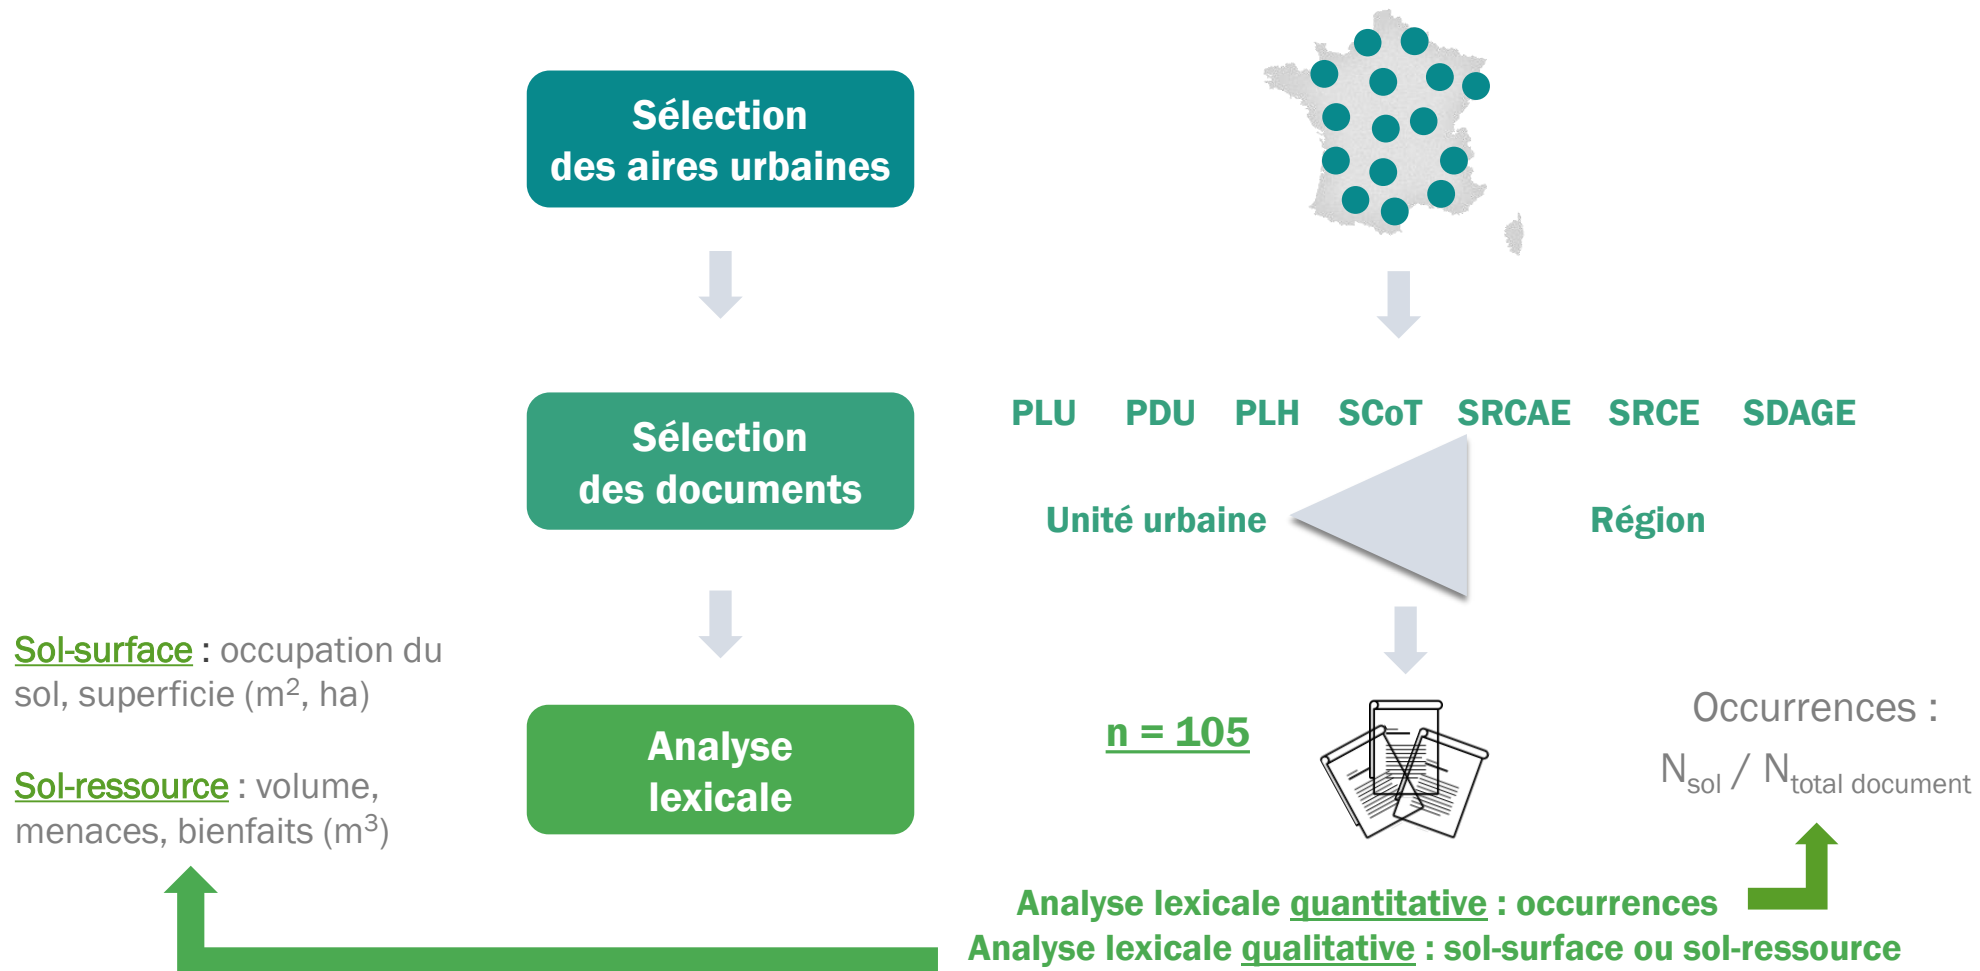 Sélection
des aires urbaines
Sélection
des documents
PLU PDU PLH SCoT SRCAE SRCE SDAGE
Unité urbaine
Région
Sol-surface : occupation du
sol, superficie (m², ha)
Sol-ressource : volume,
menaces, bienfaits (m³)
Analyse
lexicale
n = 105
Occurrences :
N_sol / N_total document
Analyse lexicale quantitative : occurrences
Analyse lexicale qualitative : sol-surface ou sol-ressource